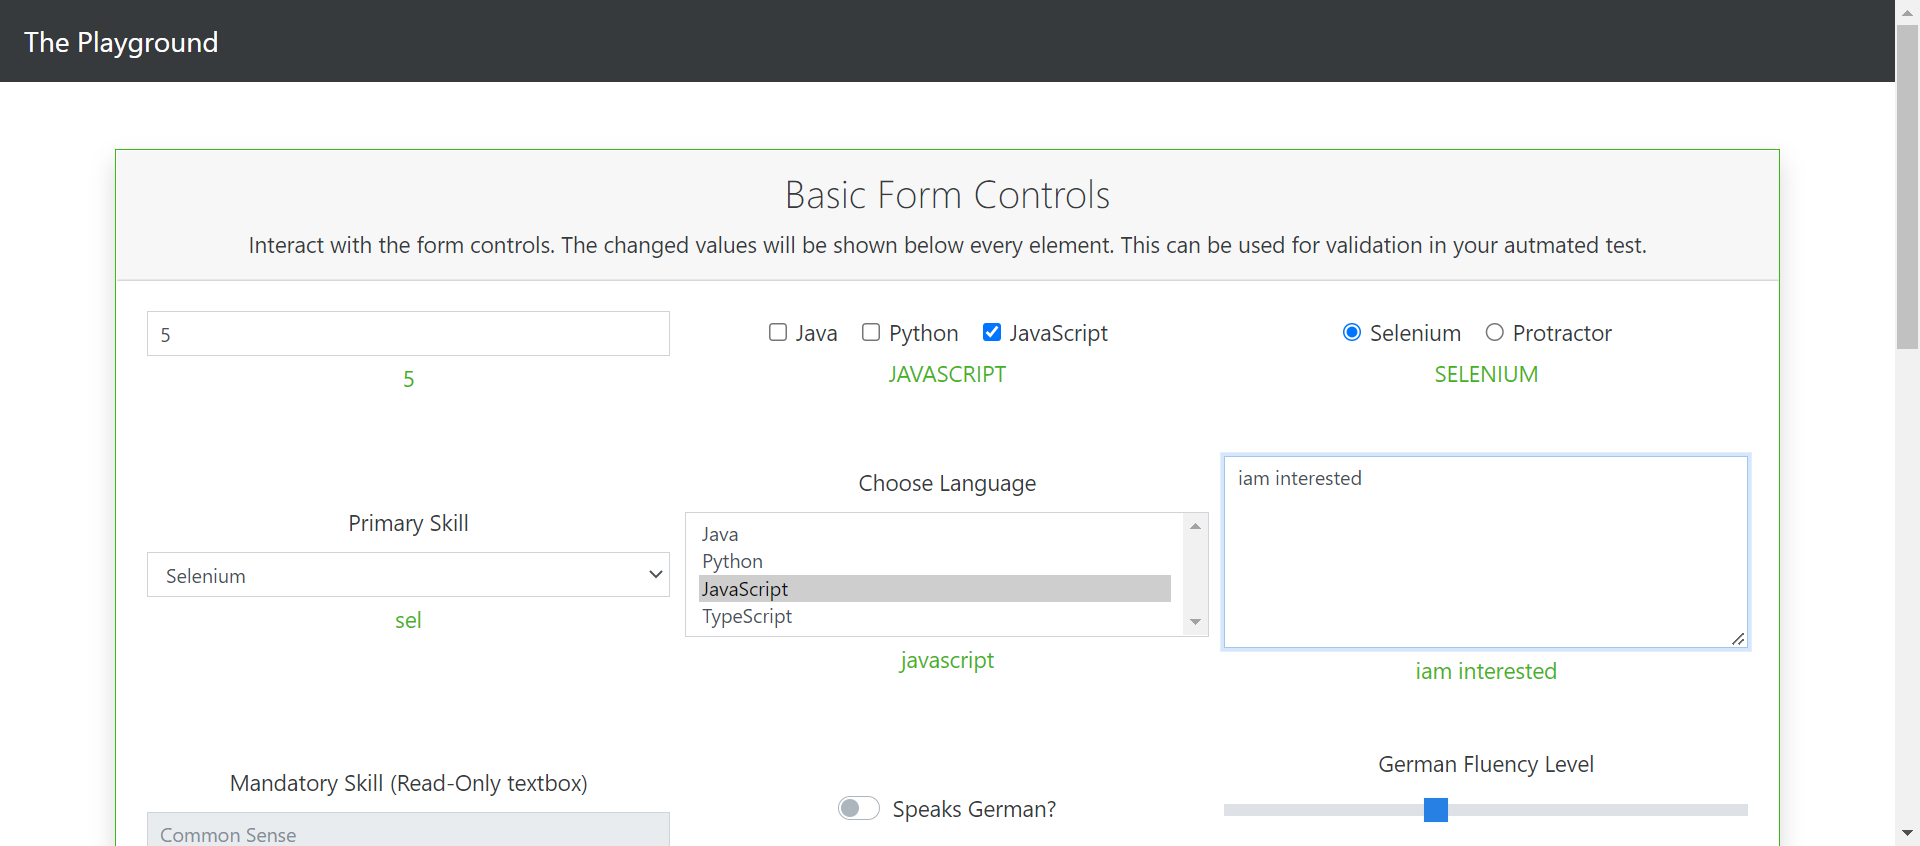 The Playground
Basic Form Controls
Interact with the form controls. The changed values will be shown below every element. This can be used for validation in your autmated test.
5
5
Java Python JavaScript
JAVASCRIPT
Selenium Protractor
SELENIUM
Primary Skill
Selenium
sel
Choose Language
Java
Python
JavaScript
TypeScript
javascript
iam interested
iam interested
Mandatory Skill (Read-Only textbox)
Common Sense
Speaks German?
German Fluency Level